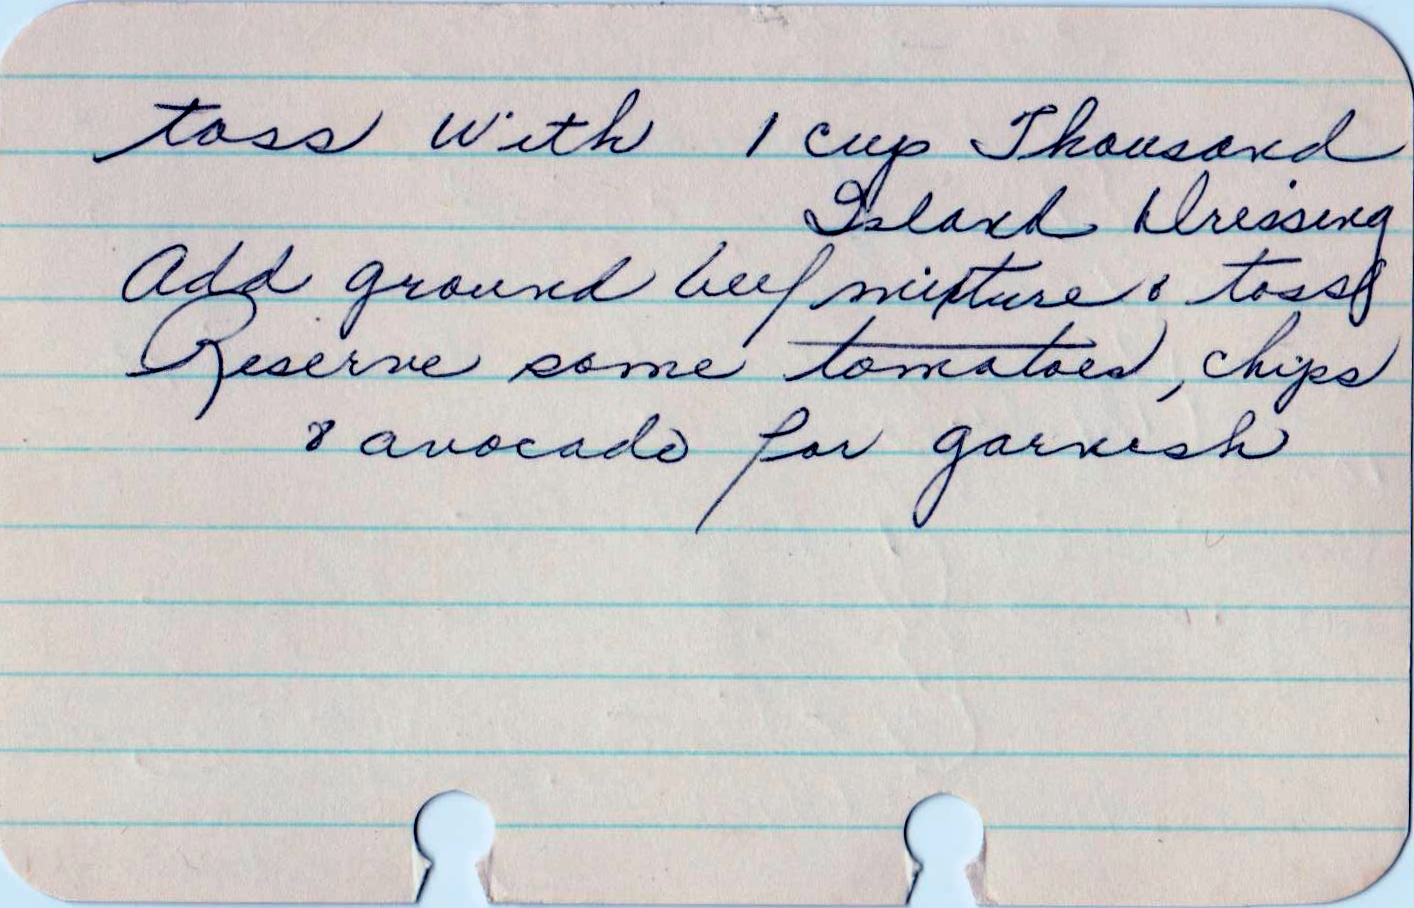 toss with 1 cup Thousand
Island Dressing
Add ground beef mixture & toss
Reserve some tomatoes, chips
& avocado for garnish